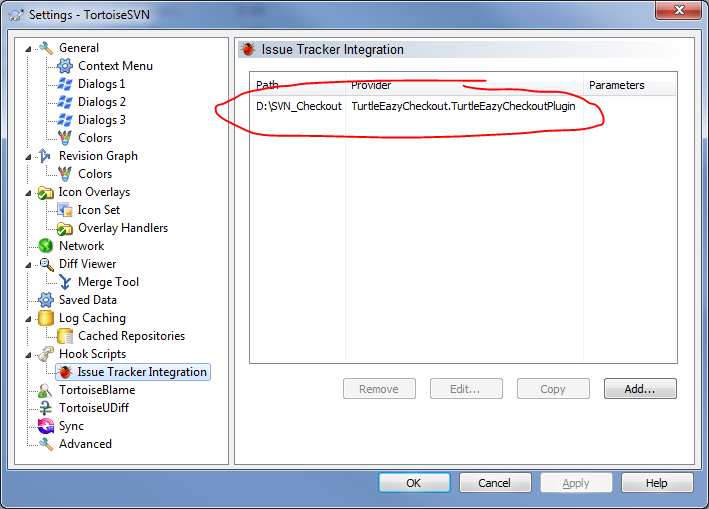 Settings - TortoiseSVN
General
Context Menu
Dialogs 1
Dialogs 2
Dialogs 3
Colors
Revision Graph
Colors
Icon Overlays
Icon Set
Overlay Handlers
Network
Diff Viewer
Merge Tool
Saved Data
Log Caching
Cached Repositories
Hook Scripts
Issue Tracker Integration
TortoiseBlame
TortoiseUDiff
Sync
Advanced
Issue Tracker Integration
Path Provider Parameters
D:\SVN_Checkout TurtleEazyCheckout.TurtleEazyCheckoutPlugin
Remove Edit... Copy Add...
OK Cancel Apply Help